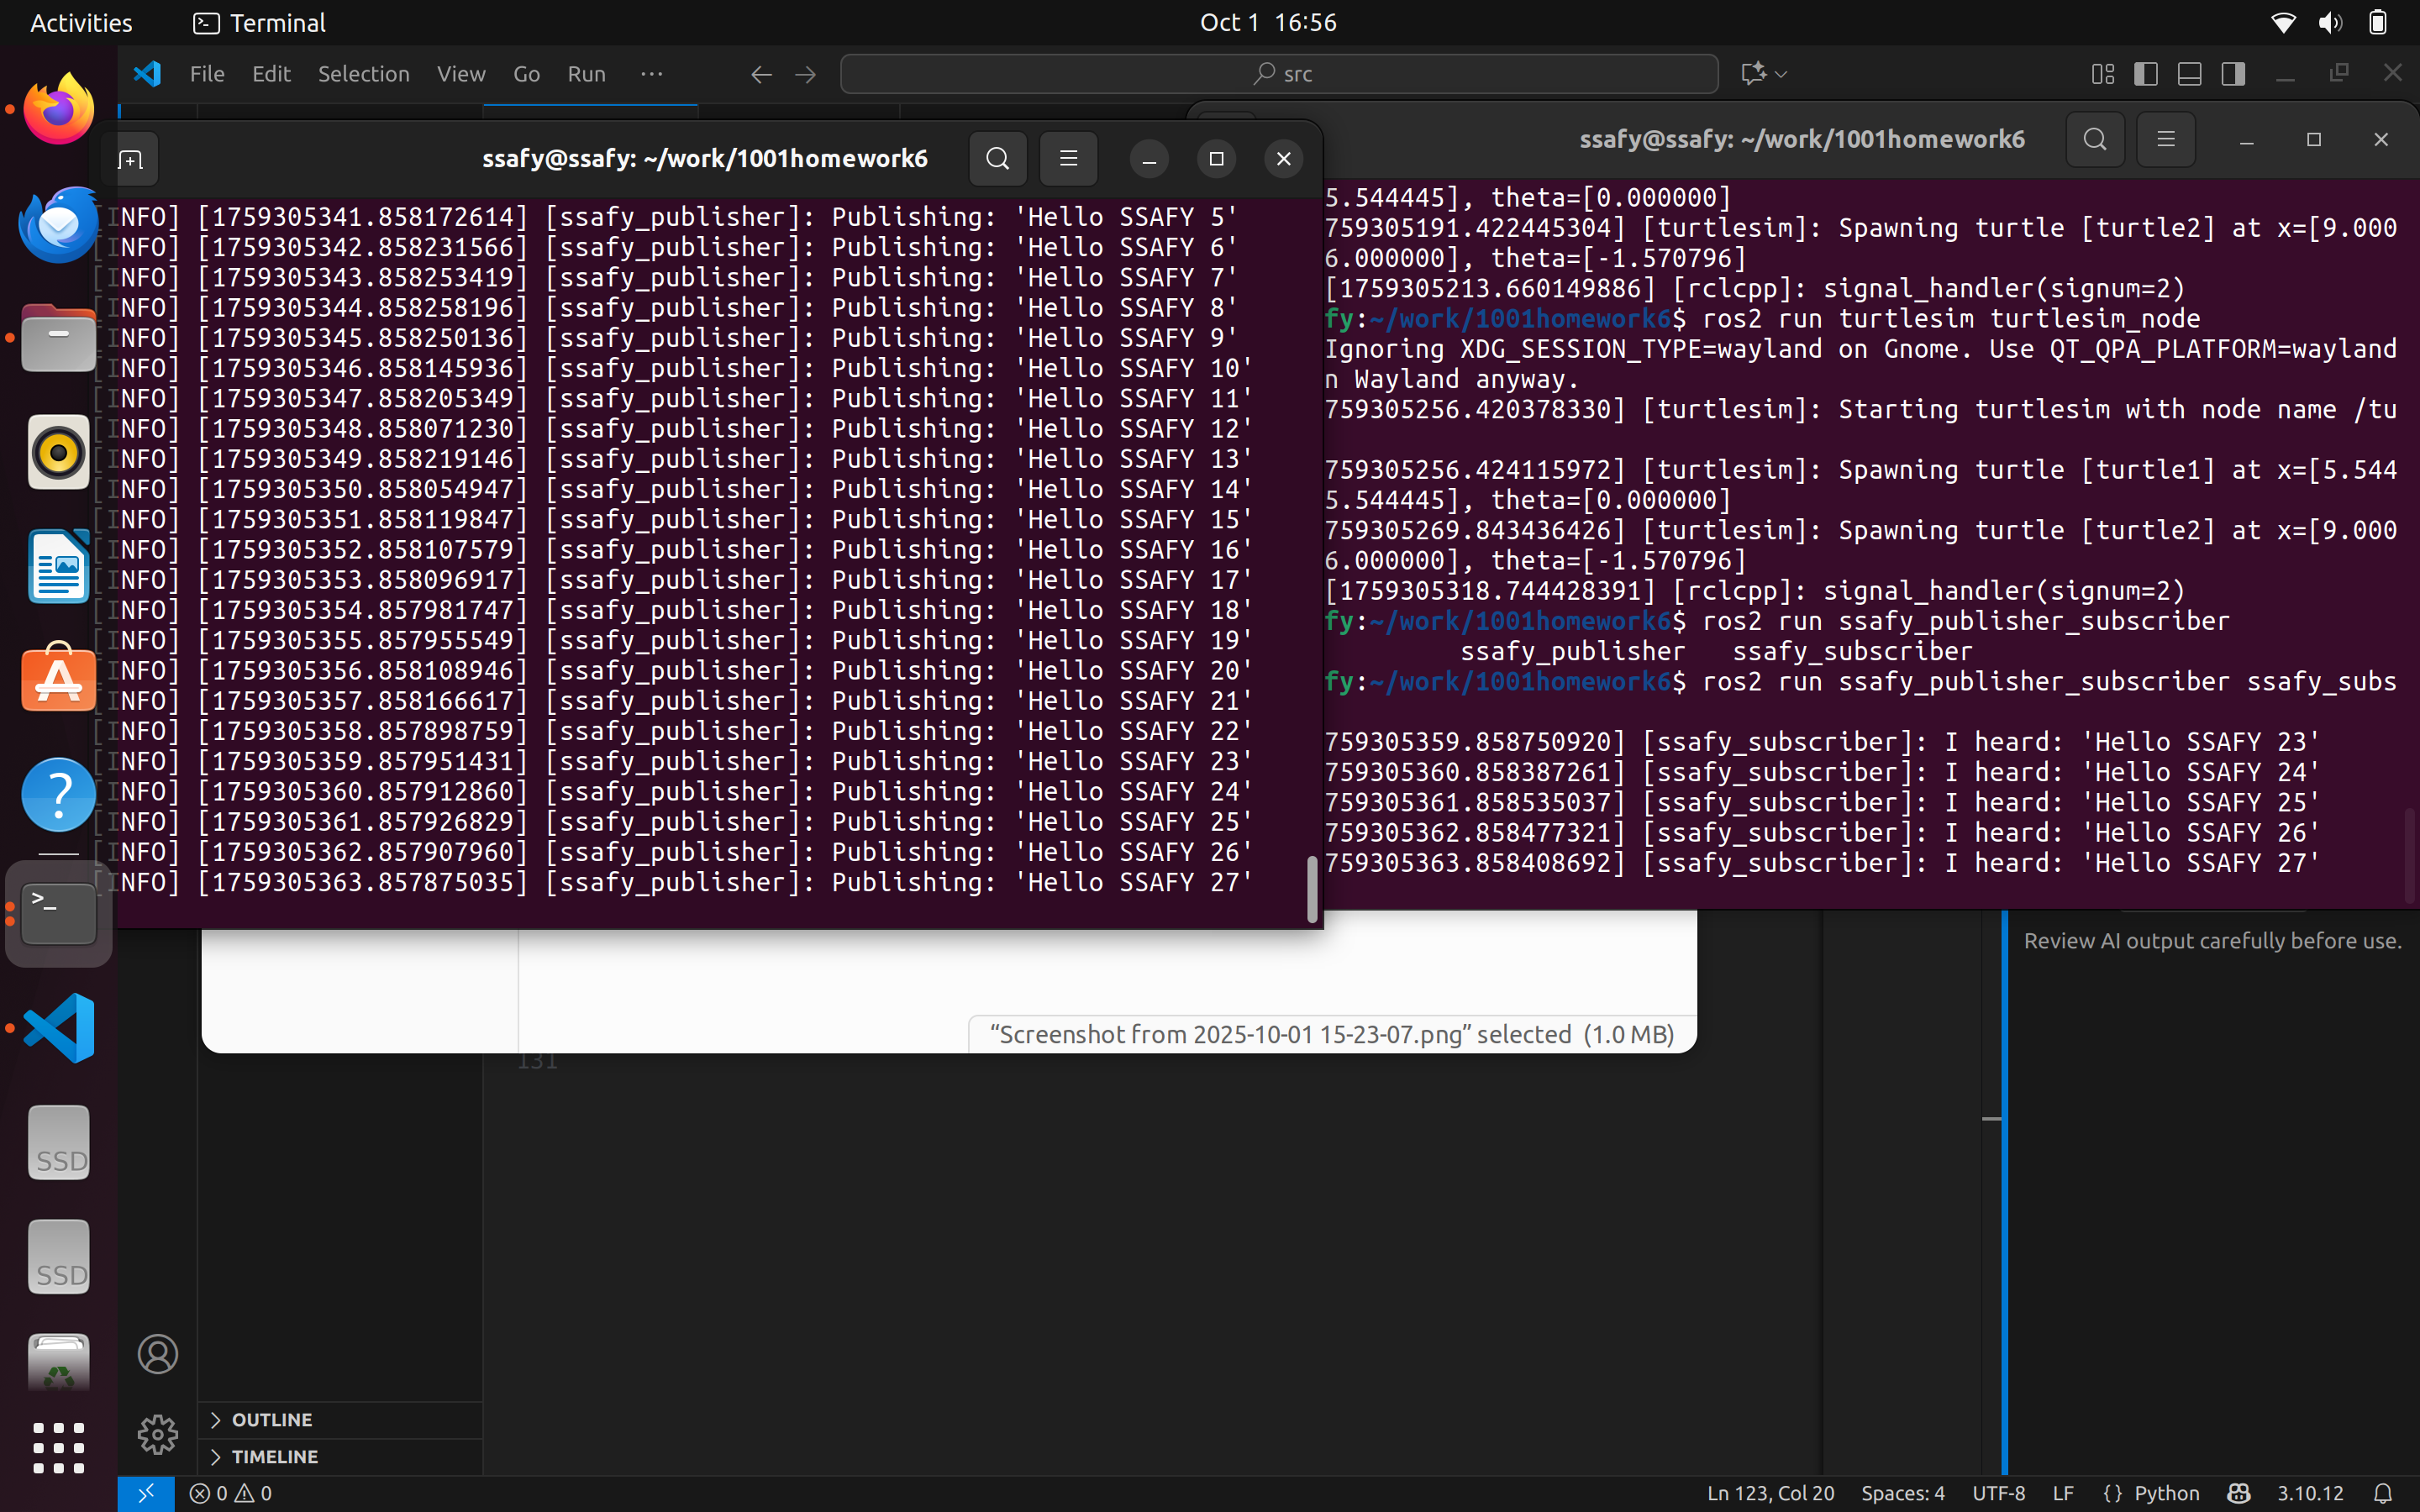 Activities
Terminal
Oct 1 16:56
File Edit Selection View Go Run ···
src
ssafy@ssafy: ~/work/1001homework6
[INFO] [1759305341.858172614] [ssafy_publisher]: Publishing: 'Hello SSAFY 5'
[INFO] [1759305342.858231566] [ssafy_publisher]: Publishing: 'Hello SSAFY 6'
[INFO] [1759305343.858253419] [ssafy_publisher]: Publishing: 'Hello SSAFY 7'
[INFO] [1759305344.858258196] [ssafy_publisher]: Publishing: 'Hello SSAFY 8'
[INFO] [1759305345.858250136] [ssafy_publisher]: Publishing: 'Hello SSAFY 9'
[INFO] [1759305346.858145936] [ssafy_publisher]: Publishing: 'Hello SSAFY 10'
[INFO] [1759305347.858205349] [ssafy_publisher]: Publishing: 'Hello SSAFY 11'
[INFO] [1759305348.858071230] [ssafy_publisher]: Publishing: 'Hello SSAFY 12'
[INFO] [1759305349.858219146] [ssafy_publisher]: Publishing: 'Hello SSAFY 13'
[INFO] [1759305350.858054947] [ssafy_publisher]: Publishing: 'Hello SSAFY 14'
[INFO] [1759305351.858119847] [ssafy_publisher]: Publishing: 'Hello SSAFY 15'
[INFO] [1759305352.858107579] [ssafy_publisher]: Publishing: 'Hello SSAFY 16'
[INFO] [1759305353.858096917] [ssafy_publisher]: Publishing: 'Hello SSAFY 17'
[INFO] [1759305354.857981747] [ssafy_publisher]: Publishing: 'Hello SSAFY 18'
[INFO] [1759305355.857955549] [ssafy_publisher]: Publishing: 'Hello SSAFY 19'
[INFO] [1759305356.858108946] [ssafy_publisher]: Publishing: 'Hello SSAFY 20'
[INFO] [1759305357.858166617] [ssafy_publisher]: Publishing: 'Hello SSAFY 21'
[INFO] [1759305358.857898759] [ssafy_publisher]: Publishing: 'Hello SSAFY 22'
[INFO] [1759305359.857951431] [ssafy_publisher]: Publishing: 'Hello SSAFY 23'
[INFO] [1759305360.857912860] [ssafy_publisher]: Publishing: 'Hello SSAFY 24'
[INFO] [1759305361.857926829] [ssafy_publisher]: Publishing: 'Hello SSAFY 25'
[INFO] [1759305362.857907960] [ssafy_publisher]: Publishing: 'Hello SSAFY 26'
[INFO] [1759305363.857875035] [ssafy_publisher]: Publishing: 'Hello SSAFY 27'
ssafy@ssafy: ~/work/1001homework6
5.544445], theta=[0.000000]
759305191.422445304] [turtlesim]: Spawning turtle [turtle2] at x=[9.000
6.000000], theta=[-1.570796]
[1759305213.660149886] [rclcpp]: signal_handler(signum=2)
fy:~/work/1001homework6$ ros2 run turtlesim turtlesim_node
Ignoring XDG_SESSION_TYPE=wayland on Gnome. Use QT_QPA_PLATFORM=wayland
n Wayland anyway.
759305256.420378330] [turtlesim]: Starting turtlesim with node name /tu
759305256.424115972] [turtlesim]: Spawning turtle [turtle1] at x=[5.544
5.544445], theta=[0.000000]
759305269.843436426] [turtlesim]: Spawning turtle [turtle2] at x=[9.000
6.000000], theta=[-1.570796]
[1759305318.744428391] [rclcpp]: signal_handler(signum=2)
fy:~/work/1001homework6$ ros2 run ssafy_publisher_subscriber
ssafy_publisher ssafy_subscriber
fy:~/work/1001homework6$ ros2 run ssafy_publisher_subscriber ssafy_subs
759305359.858750920] [ssafy_subscriber]: I heard: 'Hello SSAFY 23'
759305360.858387261] [ssafy_subscriber]: I heard: 'Hello SSAFY 24'
759305361.858535037] [ssafy_subscriber]: I heard: 'Hello SSAFY 25'
759305362.858477321] [ssafy_subscriber]: I heard: 'Hello SSAFY 26'
759305363.858408692] [ssafy_subscriber]: I heard: 'Hello SSAFY 27'
Review AI output carefully before use.
“Screenshot from 2025-10-01 15-23-07.png” selected (1.0 MB)
131
SSD
SSD
OUTLINE
TIMELINE
0 0
Ln 123, Col 20 Spaces: 4 UTF-8 LF {} Python 3.10.12